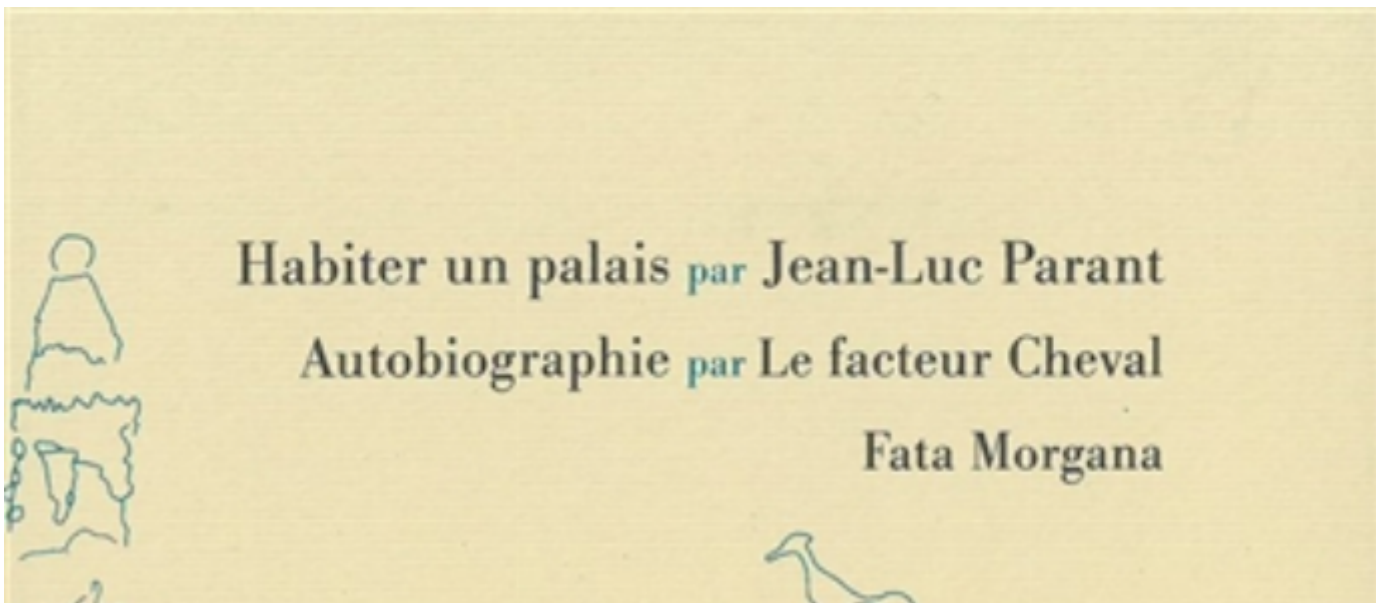 Habiter un palais par Jean-Luc Parant
Autobiographie par Le facteur Cheval
Fata Morgana